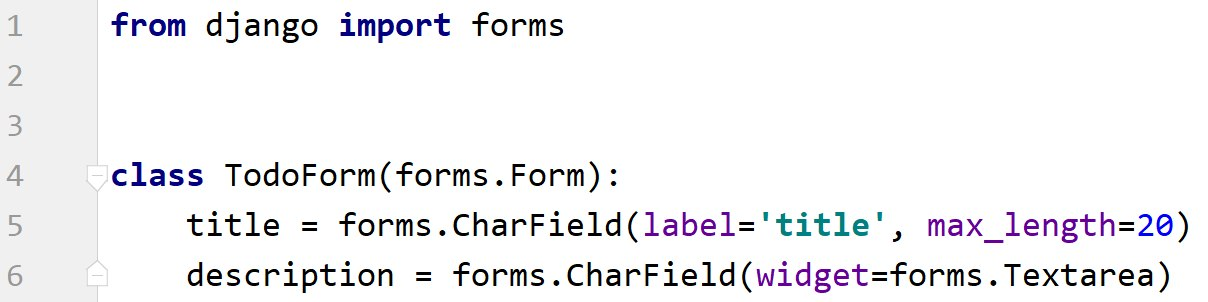 1 from django import forms
2
3
4 class TodoForm(forms.Form):
5     title = forms.CharField(label='title', max_length=20)
6     description = forms.CharField(widget=forms.Textarea)